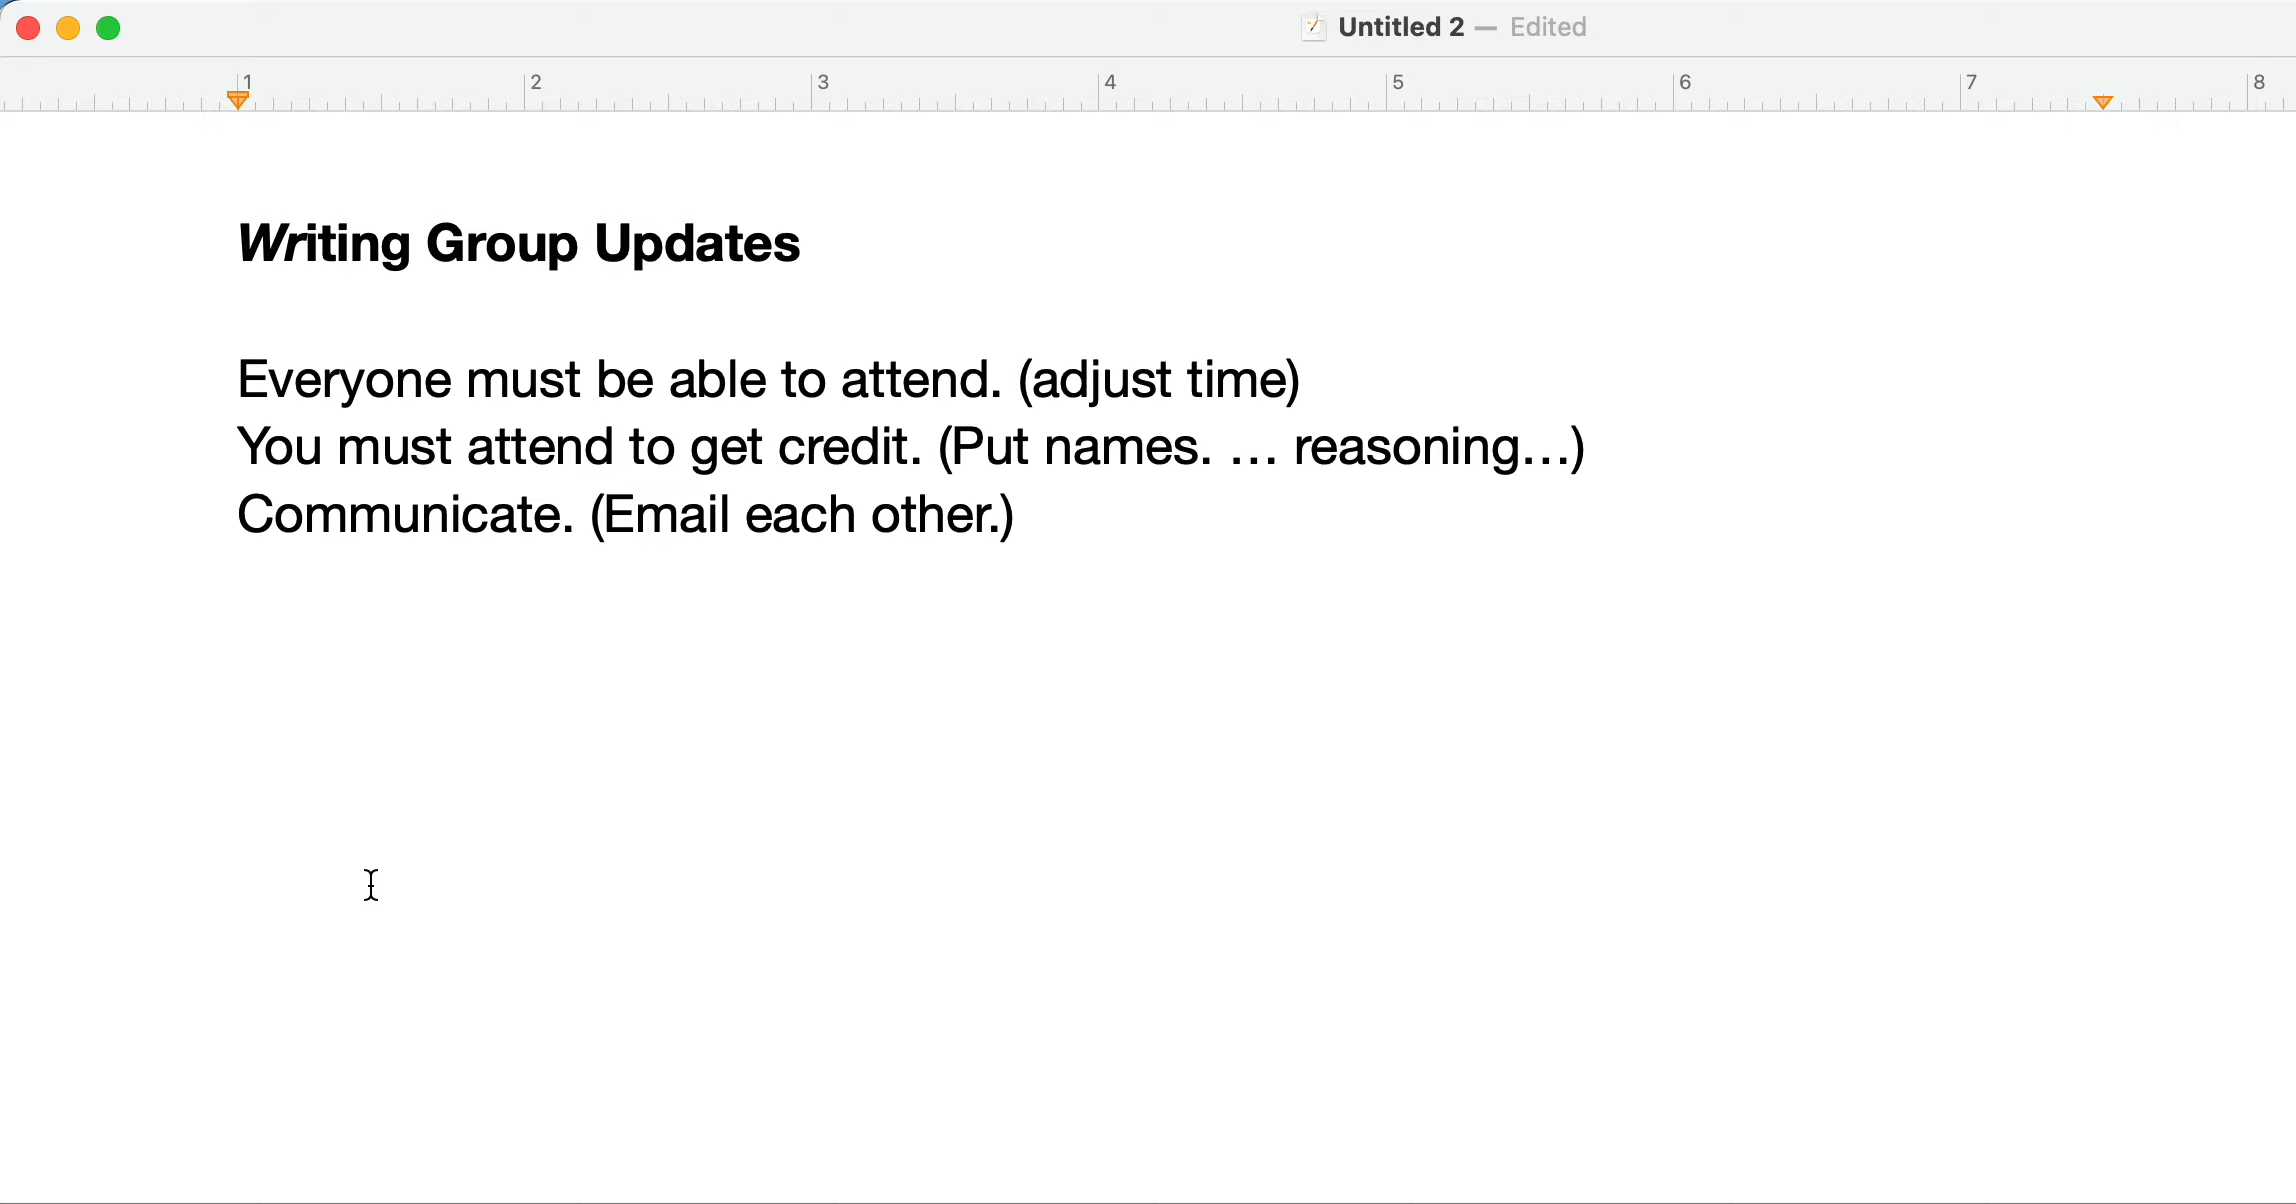 Untitled 2 — Edited
1 2 3 4 5 6 7 8
Writing Group Updates
Everyone must be able to attend. (adjust time)
You must attend to get credit. (Put names. … reasoning…)
Communicate. (Email each other.)